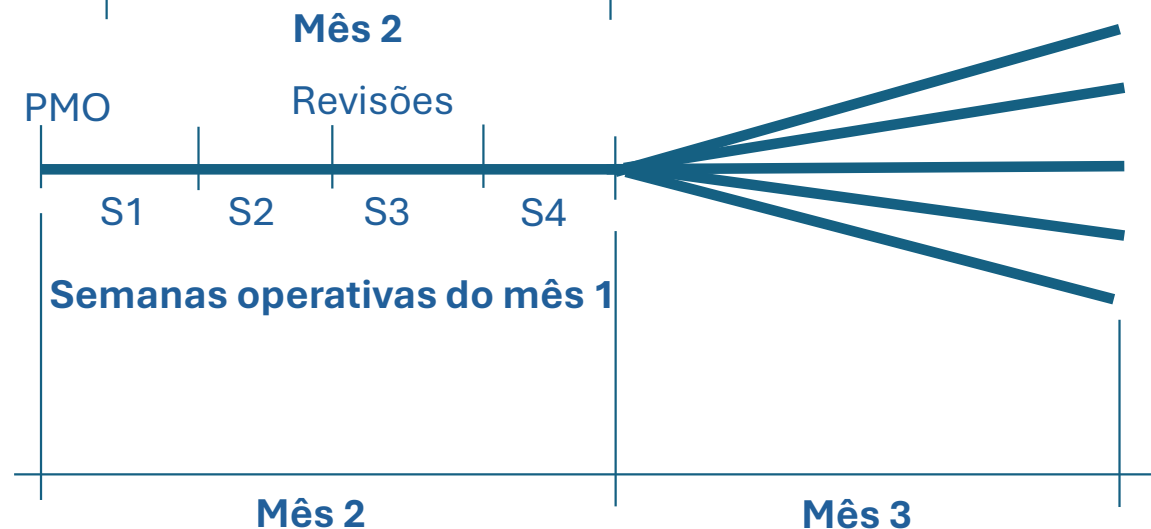 Mês 2
PMO
Revisões
S1 S2 S3 S4
Semanas operativas do mês 1
Mês 2 Mês 3